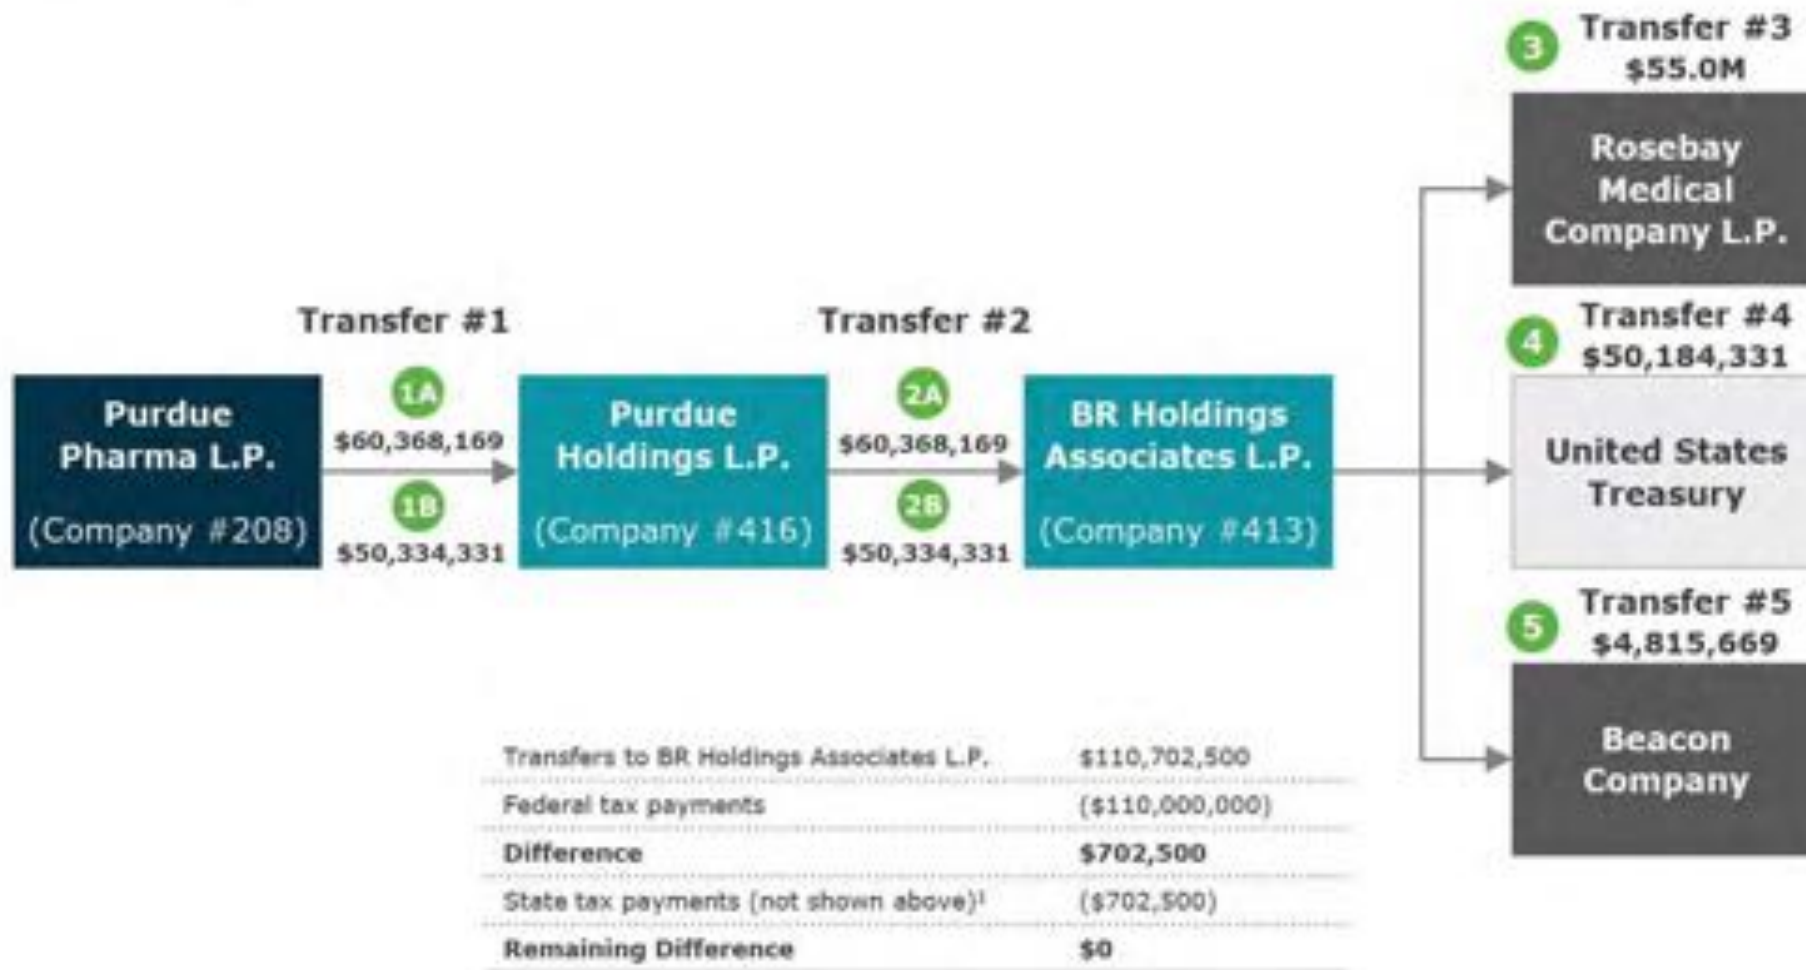 3
Transfer #3
$55.0M
Rosebay
Medical
Company L.P.
Transfer #1
Transfer #2
4
Transfer #4
$50,184,331
1A
2A
Purdue
Pharma L.P.
(Company #208)
$60,368,169
Purdue
Holdings L.P.
(Company #416)
$60,368,169
BR Holdings
Associates L.P.
(Company #413)
United States
Treasury
1B
$50,334,331
2B
$50,334,331
5
Transfer #5
$4,815,669
Beacon
Company
Transfers to BR Holdings Associates L.P. $110,702,500
Federal tax payments ($110,000,000)
Difference $702,500
State tax payments (not shown above)¹ ($702,500)
Remaining Difference $0